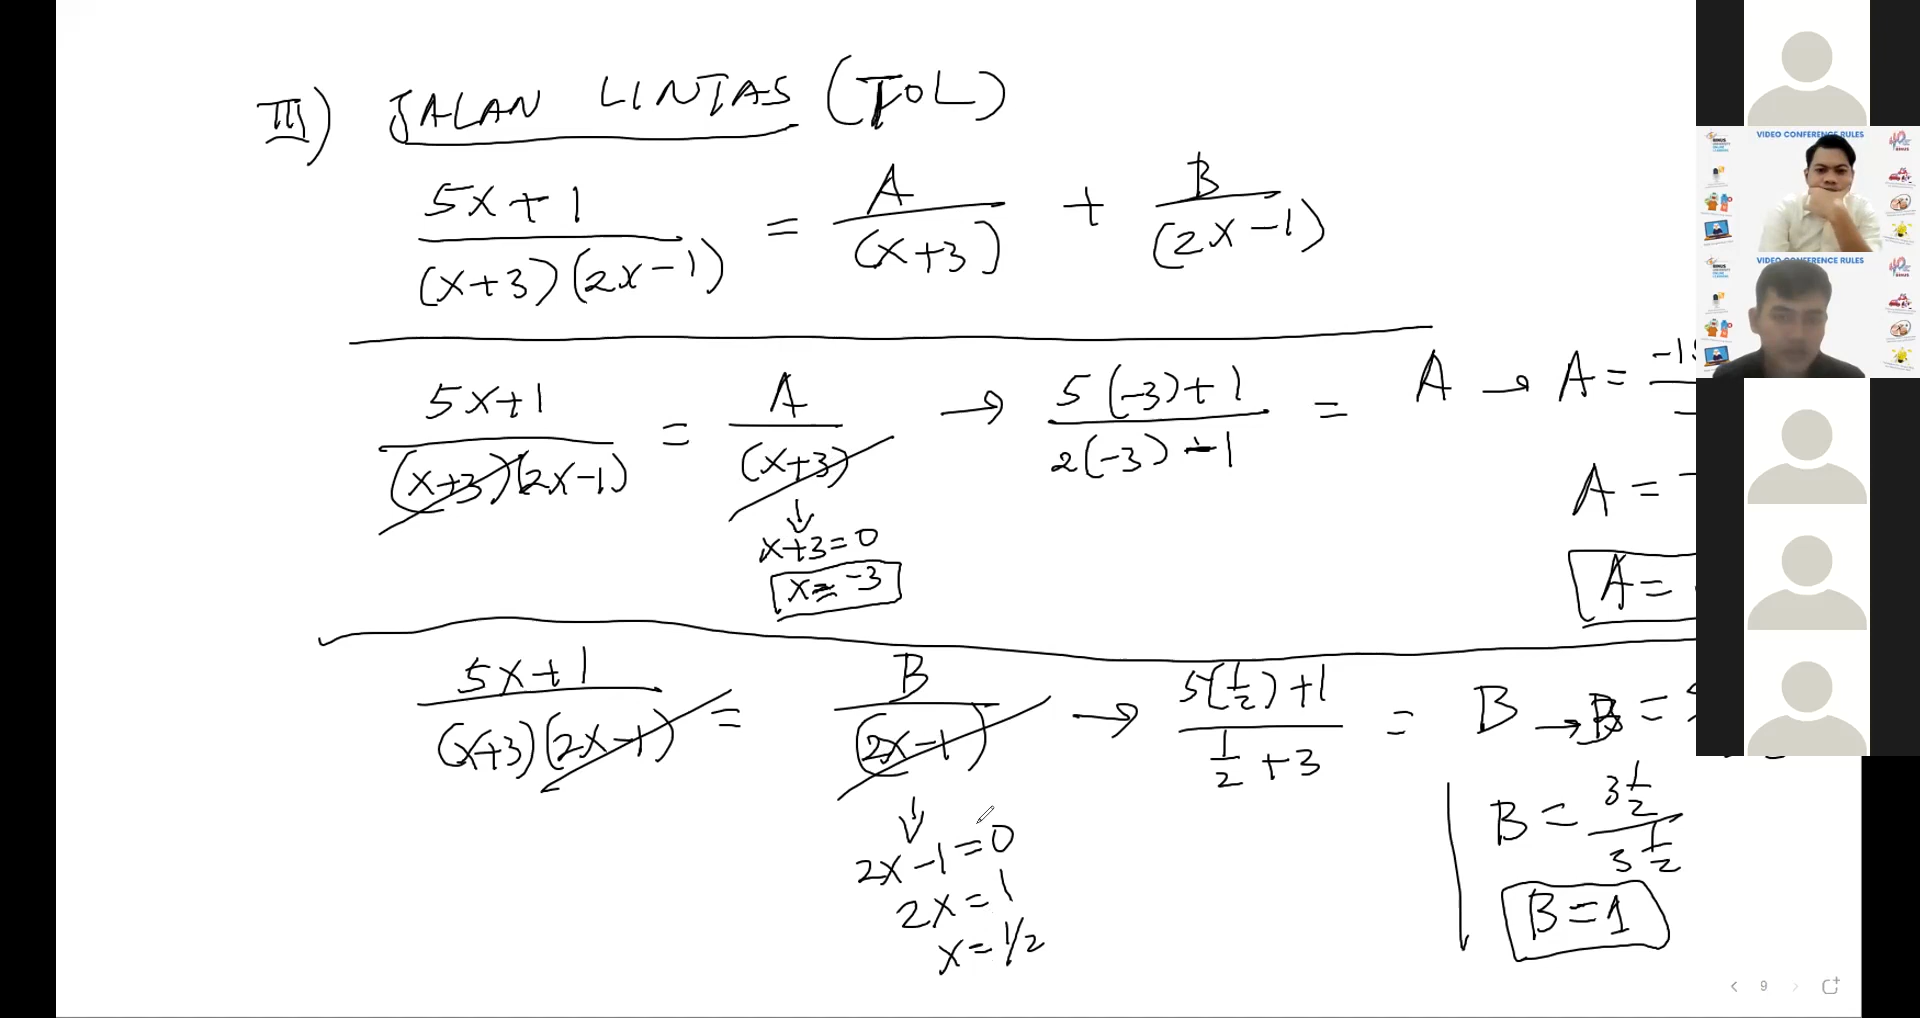 III) JALAN LINTAS (TOL)
5x+1/(x+3)(2x-1) = A/(x+3) + B/(2x-1)
5x+1/(x+3)(2x-1) = A/(x+3) → 5(-3)+1/2(-3)-1 = A → A =
x+3=0
x=-3
A =
A =
5x+1/(x+3)(2x-1) = B/(2x-1) → 5(1/2)+1/1/2+3 = B → B =
2x-1=0
2x=1
x=1/2
B = 3 1/2/3 1/2
B=1
VIDEO CONFERENCE RULES
VIDEO CONFERENCE RULES
9